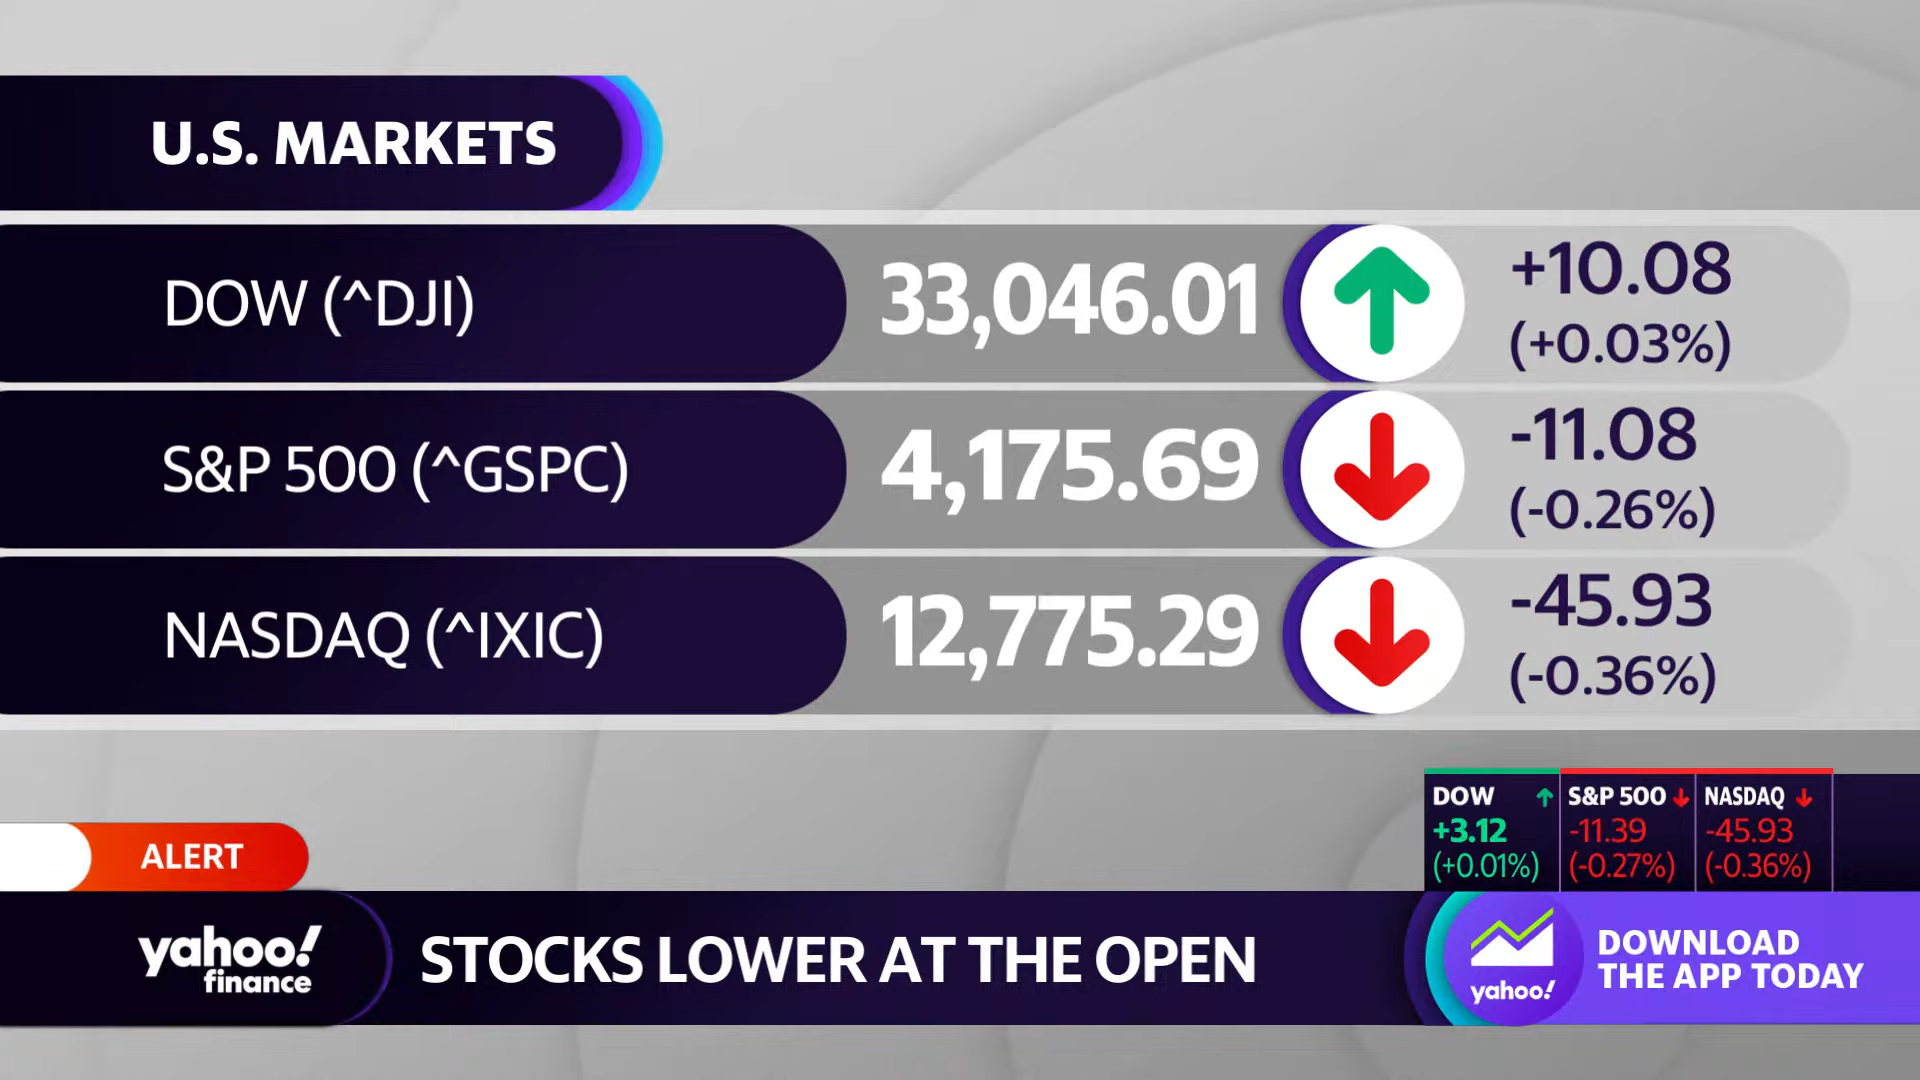 U.S. MARKETS
DOW (^DJI) 33,046.01 +10.08 (+0.03%)
S&P 500 (^GSPC) 4,175.69 -11.08 (-0.26%)
NASDAQ (^IXIC) 12,775.29 -45.93 (-0.36%)
DOW S&P 500 NASDAQ
+3.12 -11.39 -45.93
(+0.01%) (-0.27%) (-0.36%)
ALERT
yahoo!
finance
STOCKS LOWER AT THE OPEN
yahoo!
DOWNLOAD
THE APP TODAY